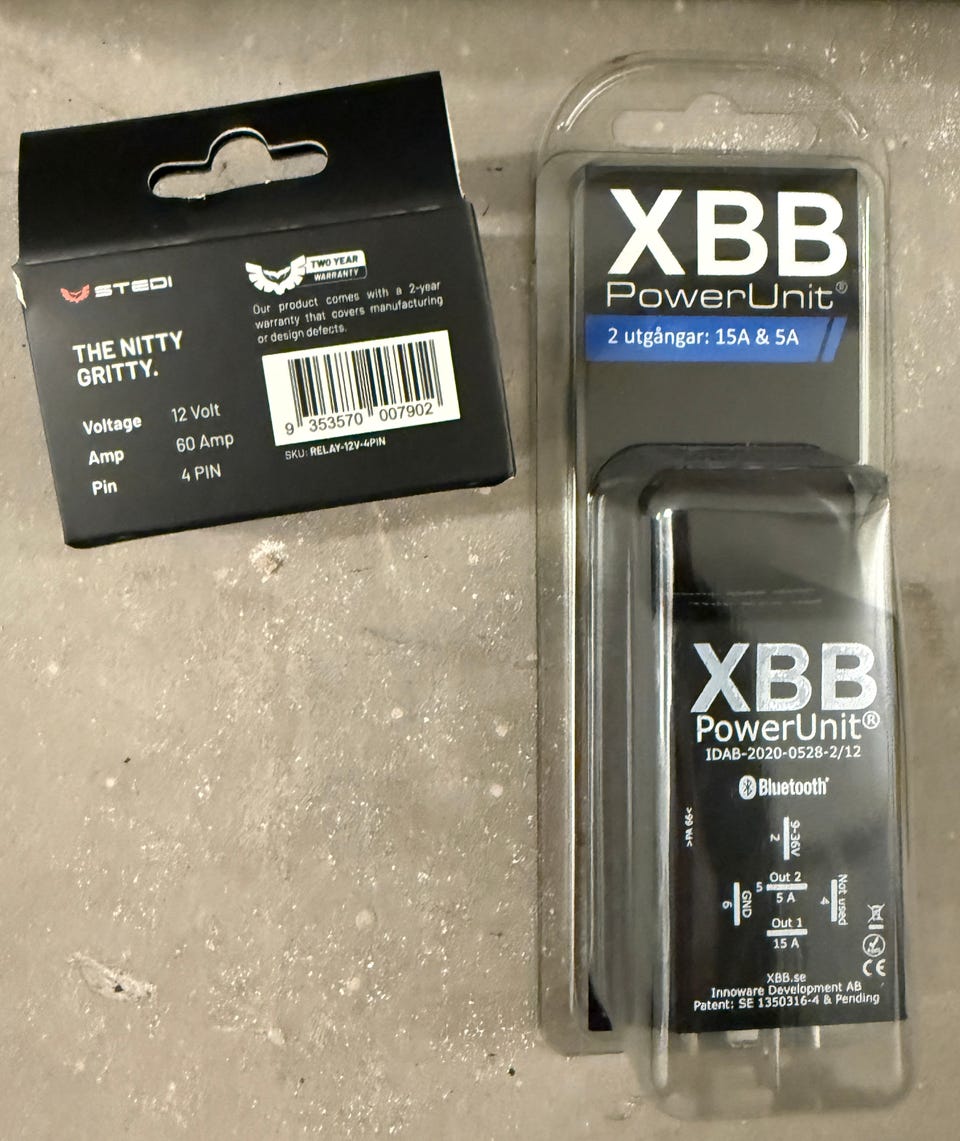 STEDI
TWO YEAR
WARRANTY
Our product comes with a 2-year
warranty that covers manufacturing
or design defects.
THE NITTY
GRITTY.
Voltage 12 Volt
Amp 60 Amp
Pin 4 PIN
9 353570 007902
SKU: RELAY-12V-4PIN
XBB
PowerUnit®
2 utgångar: 15A & 5A
XBB
PowerUnit®
IDAB-2020-0528-2/12
Bluetooth®
>PA 66<
9-36V
2
Out 2
5
5 A
Not used
4
GND
6
Out 1
15 A
CE
XBB.se
Innoware Development AB
Patent: SE 1350316-4 & Pending